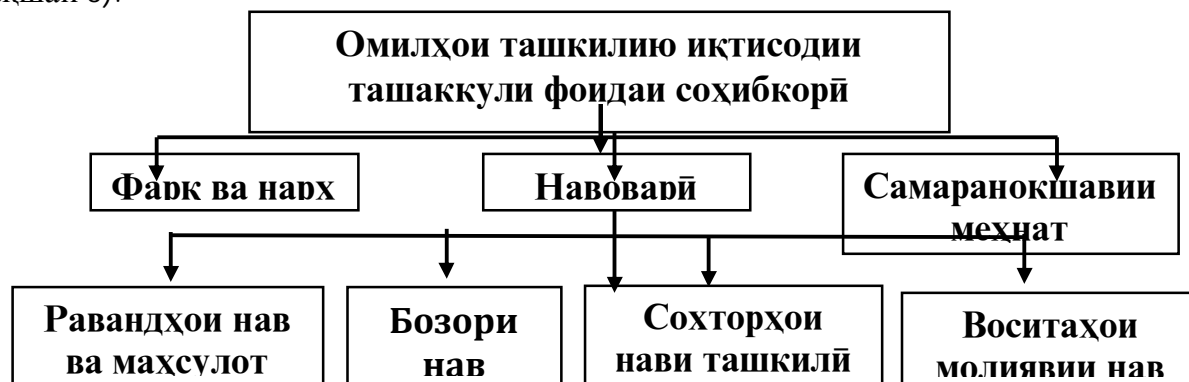 Омилҳои ташкилию иқтисодии
ташаккули фоидаи соҳибкорӣ
Фарқ ва нарх
Навоварӣ
Самаранокшавии
меҳнат
Равандҳои нав
ва маҳсулот
Бозори
нав
Сохторҳои
нави ташкилӣ
Воситаҳои
молиявии нав